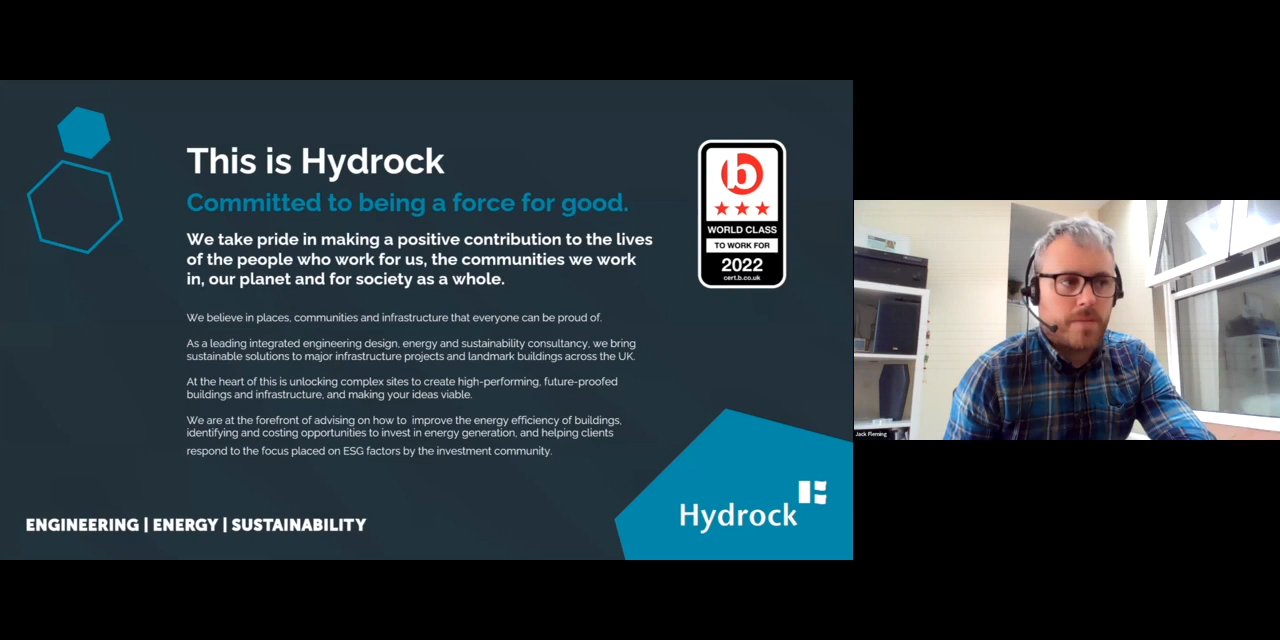 This is Hydrock
Committed to being a force for good.
We take pride in making a positive contribution to the lives
of the people who work for us, the communities we work
in, our planet and for society as a whole.
We believe in places, communities and infrastructure that everyone can be proud of.
As a leading integrated engineering design, energy and sustainability consultancy, we bring
sustainable solutions to major infrastructure projects and landmark buildings across the UK.
At the heart of this is unlocking complex sites to create high-performing, future-proofed
buildings and infrastructure, and making your ideas viable.
We are at the forefront of advising on how to improve the energy efficiency of buildings,
identifying and costing opportunities to invest in energy generation, and helping clients
respond to the focus placed on ESG factors by the investment community.
ENGINEERING | ENERGY | SUSTAINABILITY
b
WORLD CLASS
TO WORK FOR
2022
cert.b.co.uk
Hydrock
Jack Fleming